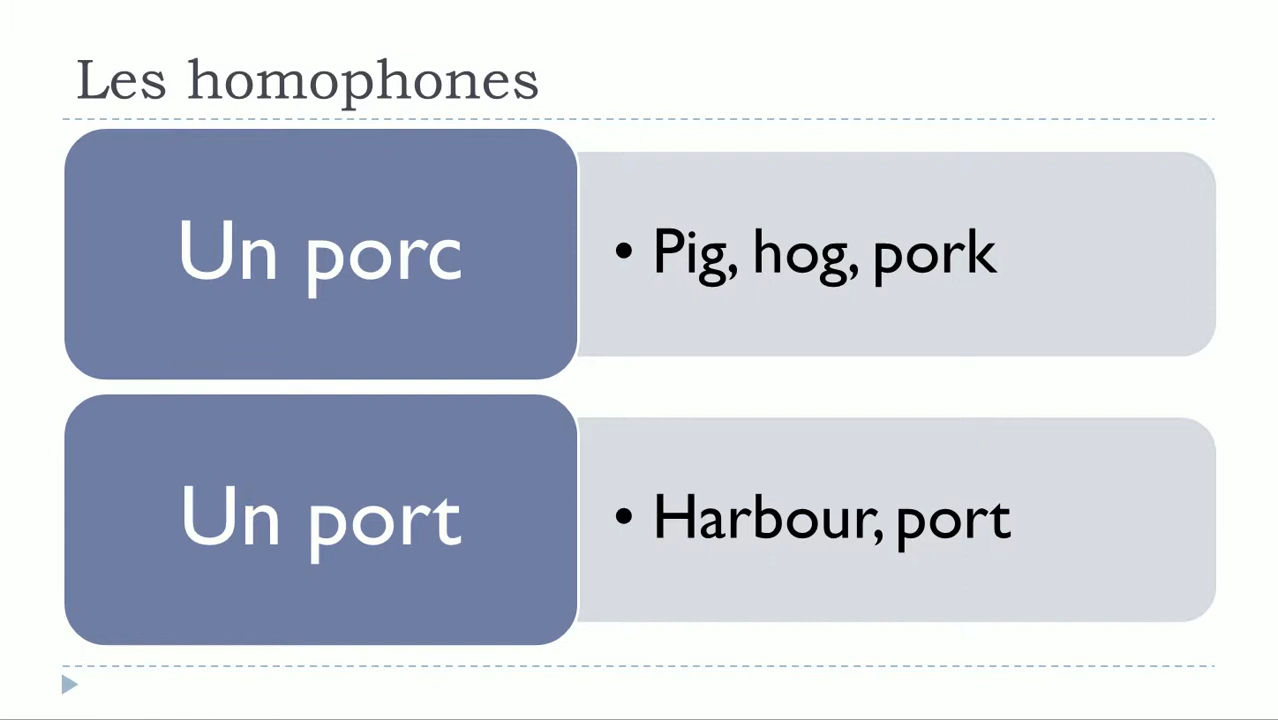 Les homophones
Un porc
• Pig, hog, pork
Un port
• Harbour, port